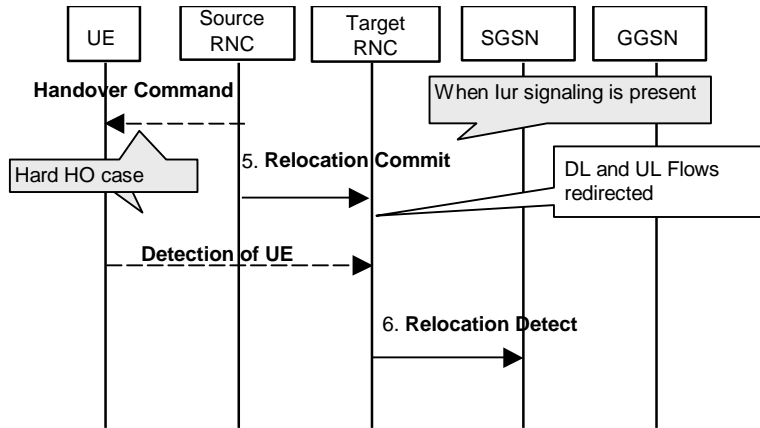 UE
Source
RNC
Target
RNC
SGSN
GGSN
Handover Command
When Iur signaling is present
Hard HO case
5. Relocation Commit
DL and UL Flows
redirected
Detection of UE
6. Relocation Detect